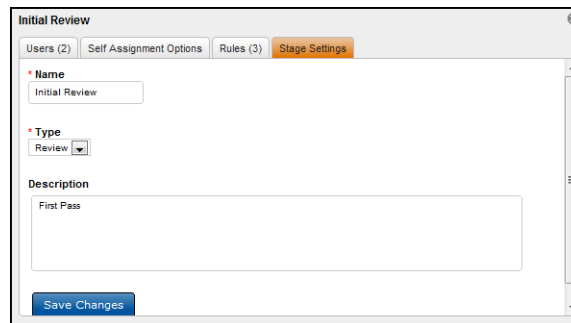 Initial Review
Users (2) Self Assignment Options Rules (3) Stage Settings
* Name
Initial Review
* Type
Review
Description
First Pass
Save Changes